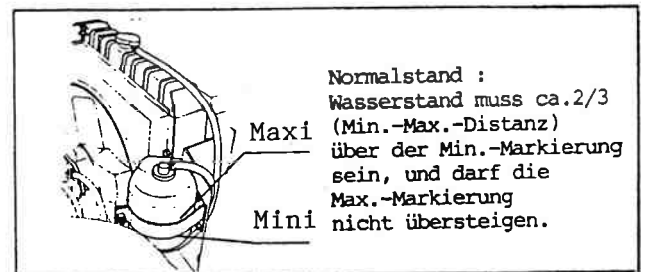 Normalstand :
Wasserstand muss ca.2/3
(Min.-Max.-Distanz)
über der Min.-Markierung
sein, und darf die
Max.-Markierung
nicht übersteigen.
Maxi
Mini